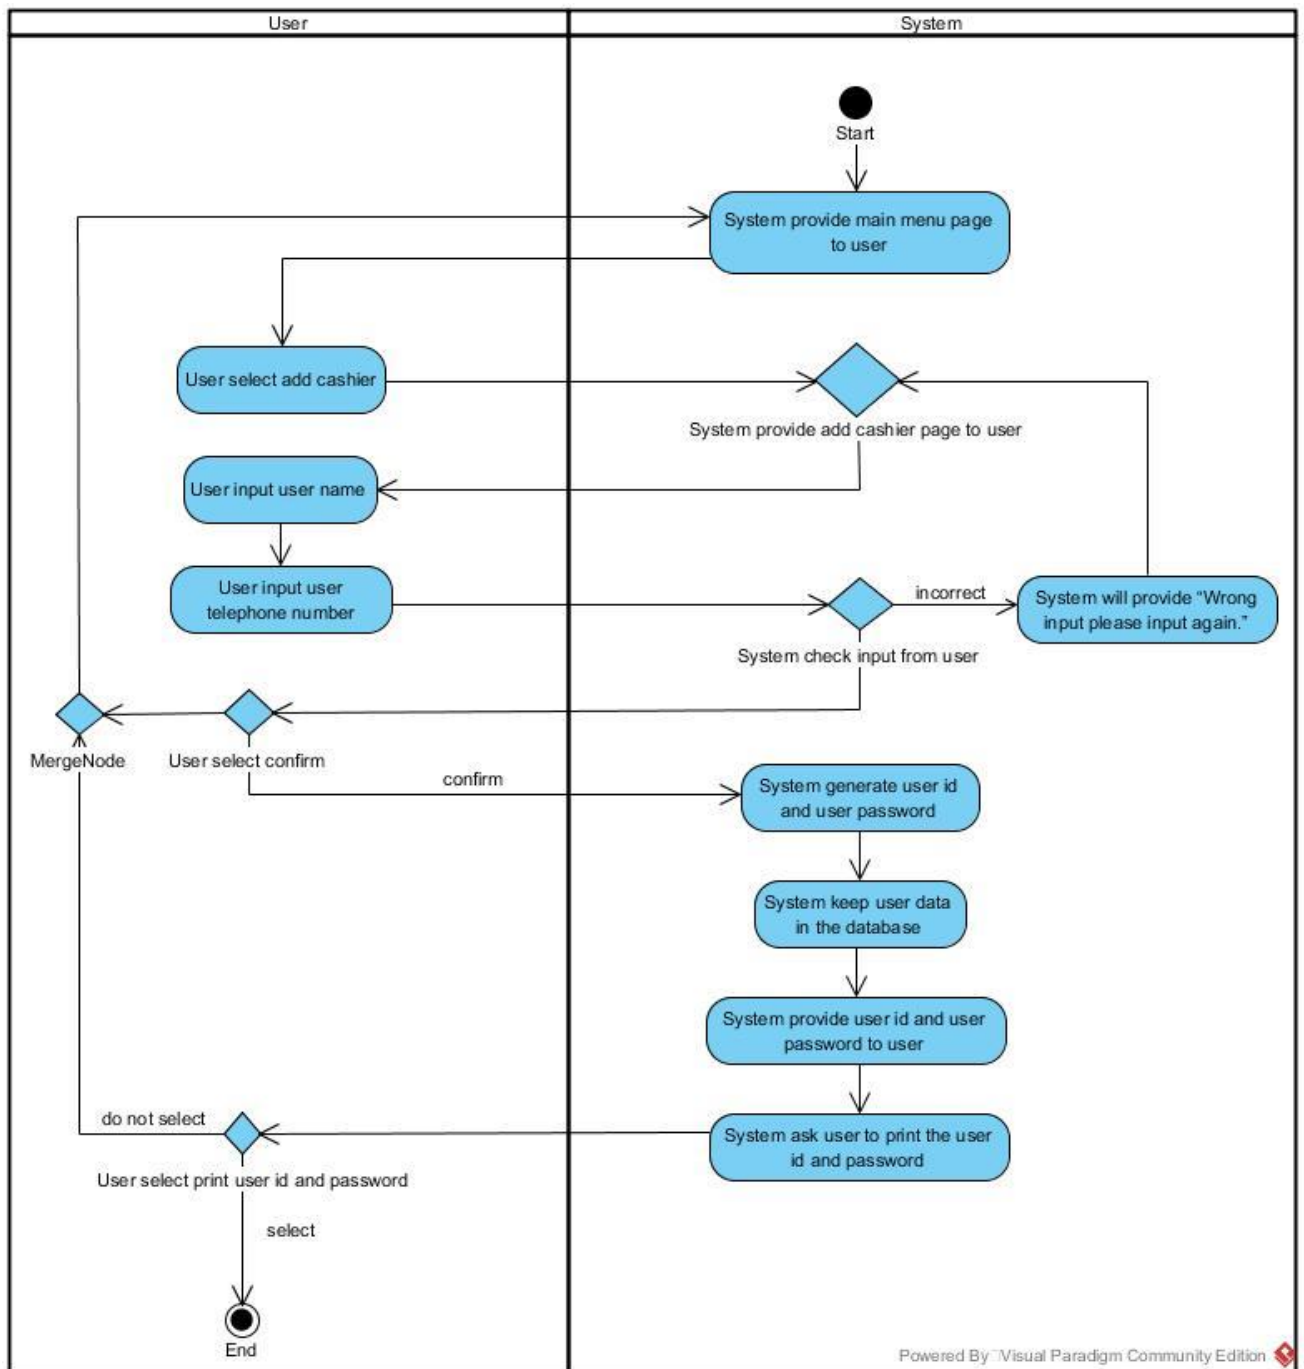 User
System
Start
System provide main menu page
to user
User select add cashier
System provide add cashier page to user
User input user name
User input user
telephone number
incorrect
System will provide “Wrong
input please input again.”
System check input from user
MergeNode
User select confirm
confirm
System generate user id
and user password
System keep user data
in the database
System provide user id and user
password to user
do not select
System ask user to print the user
id and password
User select print user id and password
select
End
Powered By Visual Paradigm Community Edition